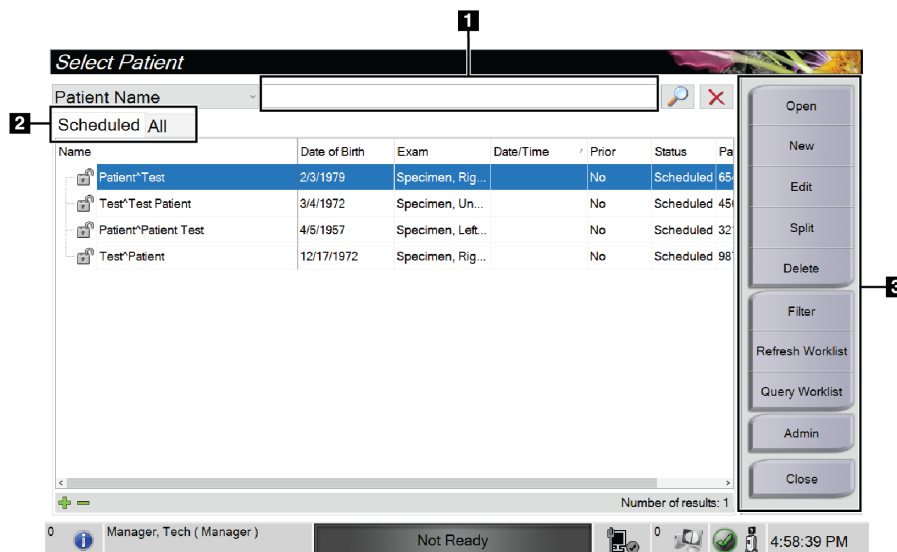 1
Select Patient
Patient Name
2
Scheduled All
Name Date of Birth Exam Date/Time Prior Status Pa
Patient^Test 2/3/1979 Specimen, Rig... No Scheduled 654
Test^Test Patient 3/4/1972 Specimen, Un... No Scheduled 456
Patient^Patient Test 4/5/1957 Specimen, Left... No Scheduled 32
Test^Patient 12/17/1972 Specimen, Rig... No Scheduled 98
Number of results: 1
Open
New
Edit
Split
Delete
3
Filter
Refresh Worklist
Query Worklist
Admin
Close
0 Manager, Tech ( Manager ) Not Ready 0 4:58:39 PM